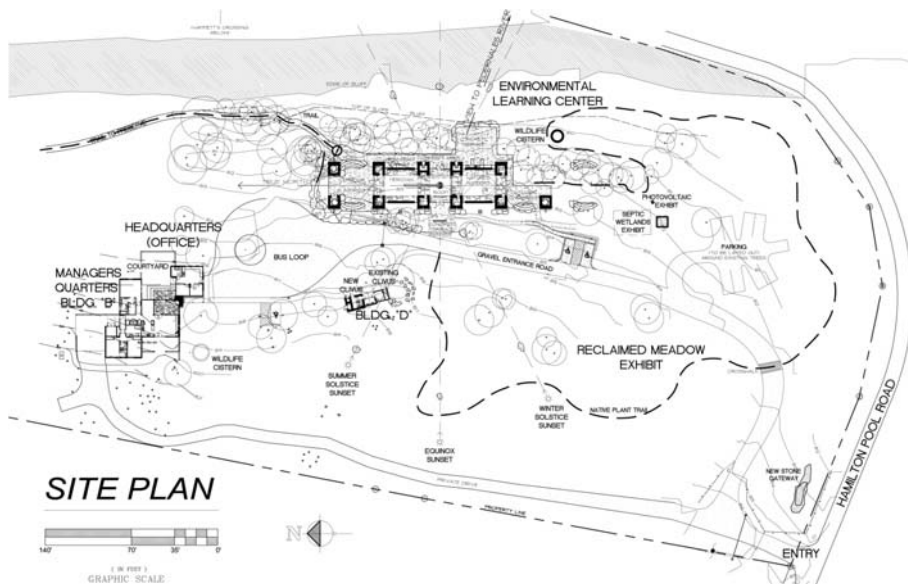 EDGE OF BLUFF
ENVIRONMENTAL
LEARNING CENTER
TRAIL
WILDLIFE
CISTERN
PHOTOVOLTAIC
EXHIBIT
SEPTIC
WETLANDS
EXHIBIT
HEADQUARTERS
(OFFICE)
COURTYARD
BUS LOOP
GRAVEL ENTRANCE ROAD
PARKING
MANAGERS
QUARTERS
BLDG. "B"
NEW
CLIVUS
EXISTING
CLIVUS
BLDG. "D"
WILDLIFE
CISTERN
RECLAIMED MEADOW
EXHIBIT
SUMMER
SOLSTICE
SUNSET
WINTER
SOLSTICE
SUNSET
NATIVE PLANT TRAIL
EQUINOX
SUNSET
HAMILTON POOL ROAD
NEW STONE
GATEWAY
PRIVATE DRIVE
PROPERTY LINE
ENTRY
SITE PLAN
N
140' 70' 35' 0'
( IN FEET )
GRAPHIC SCALE